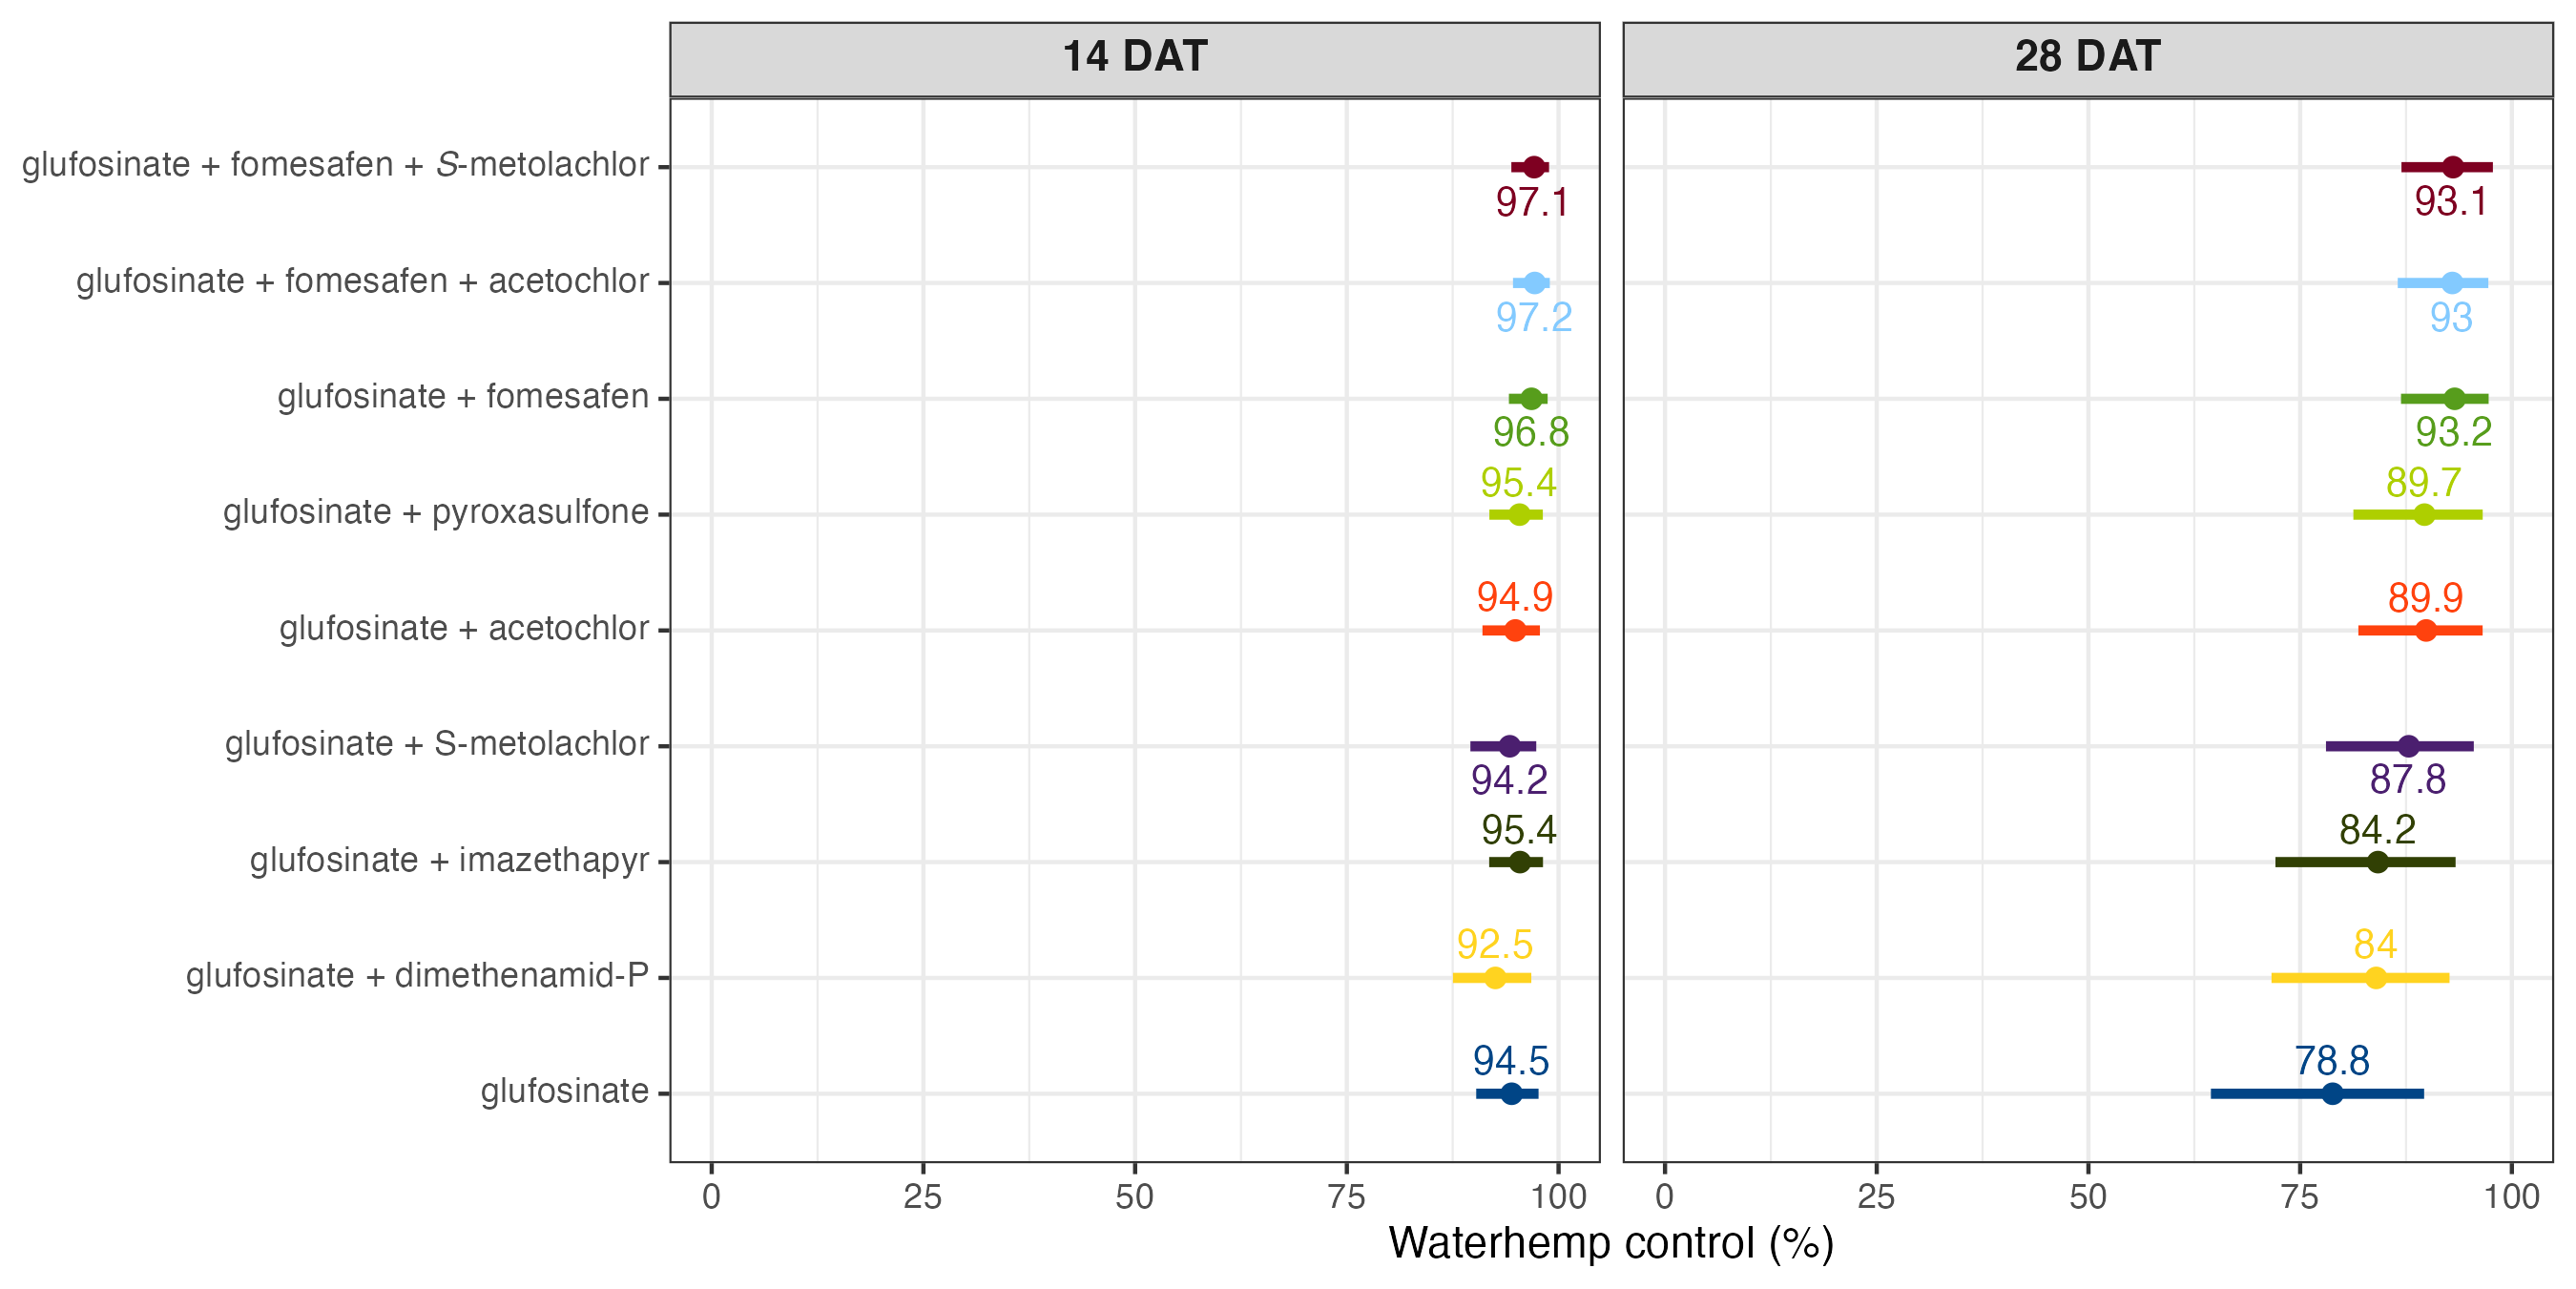 14 DAT 28 DAT
glufosinate + fomesafen + S-metolachlor
97.1 93.1
glufosinate + fomesafen + acetochlor
97.2 93
glufosinate + fomesafen
96.8 93.2
95.4 89.7
glufosinate + pyroxasulfone
94.9 89.9
glufosinate + acetochlor
glufosinate + S-metolachlor
94.2 87.8
95.4 84.2
glufosinate + imazethapyr
92.5 84
glufosinate + dimethenamid-P
94.5 78.8
glufosinate
0 25 50 75 100 0 25 50 75 100
Waterhemp control (%)